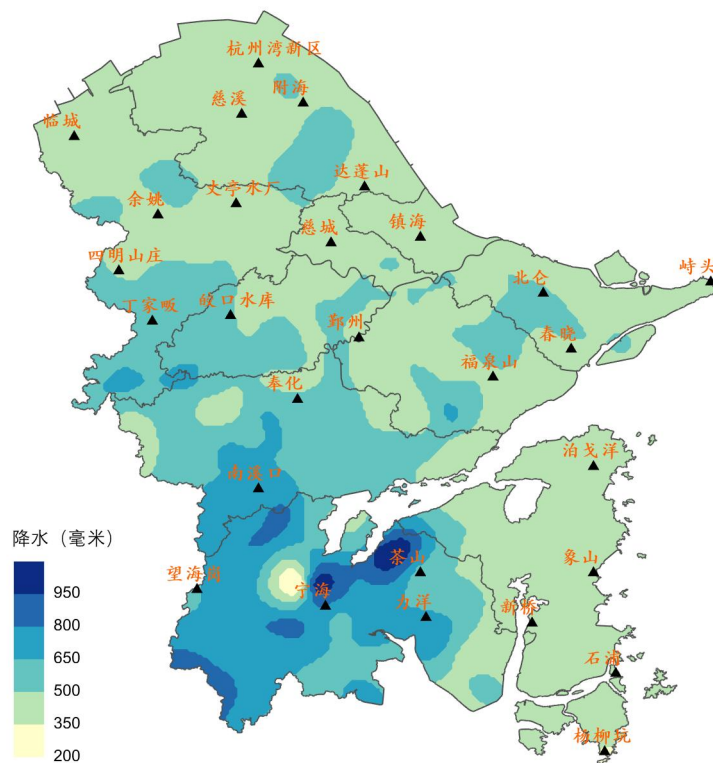 杭州湾新区
附海
慈溪
临城
达蓬山
丈亭水厂
余姚
慈城
镇海
四明山庄
峙头
北仑
丁家畈
皎口水库
鄞州
春晓
福泉山
奉化
泊戈洋
南溪口
降水（毫米）
望海岗
茶山
象山
宁海
力洋
新桥
950
800
650
500
350
200
石浦
杨柳坑